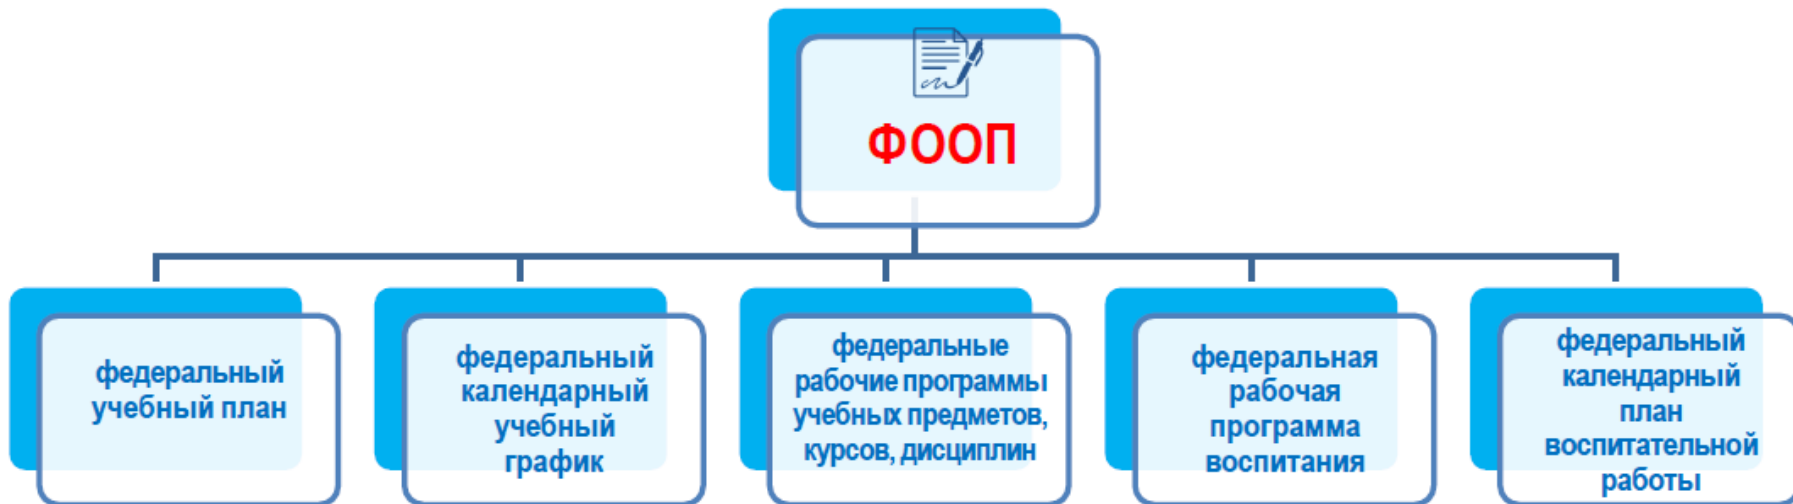 ФООП
федеральный
учебный план
федеральный
календарный
учебный
график
федеральные
рабочие программы
учебных предметов,
курсов, дисциплин
федеральная
рабочая
программа
воспитания
федеральный
календарный
план
воспитательной
работы